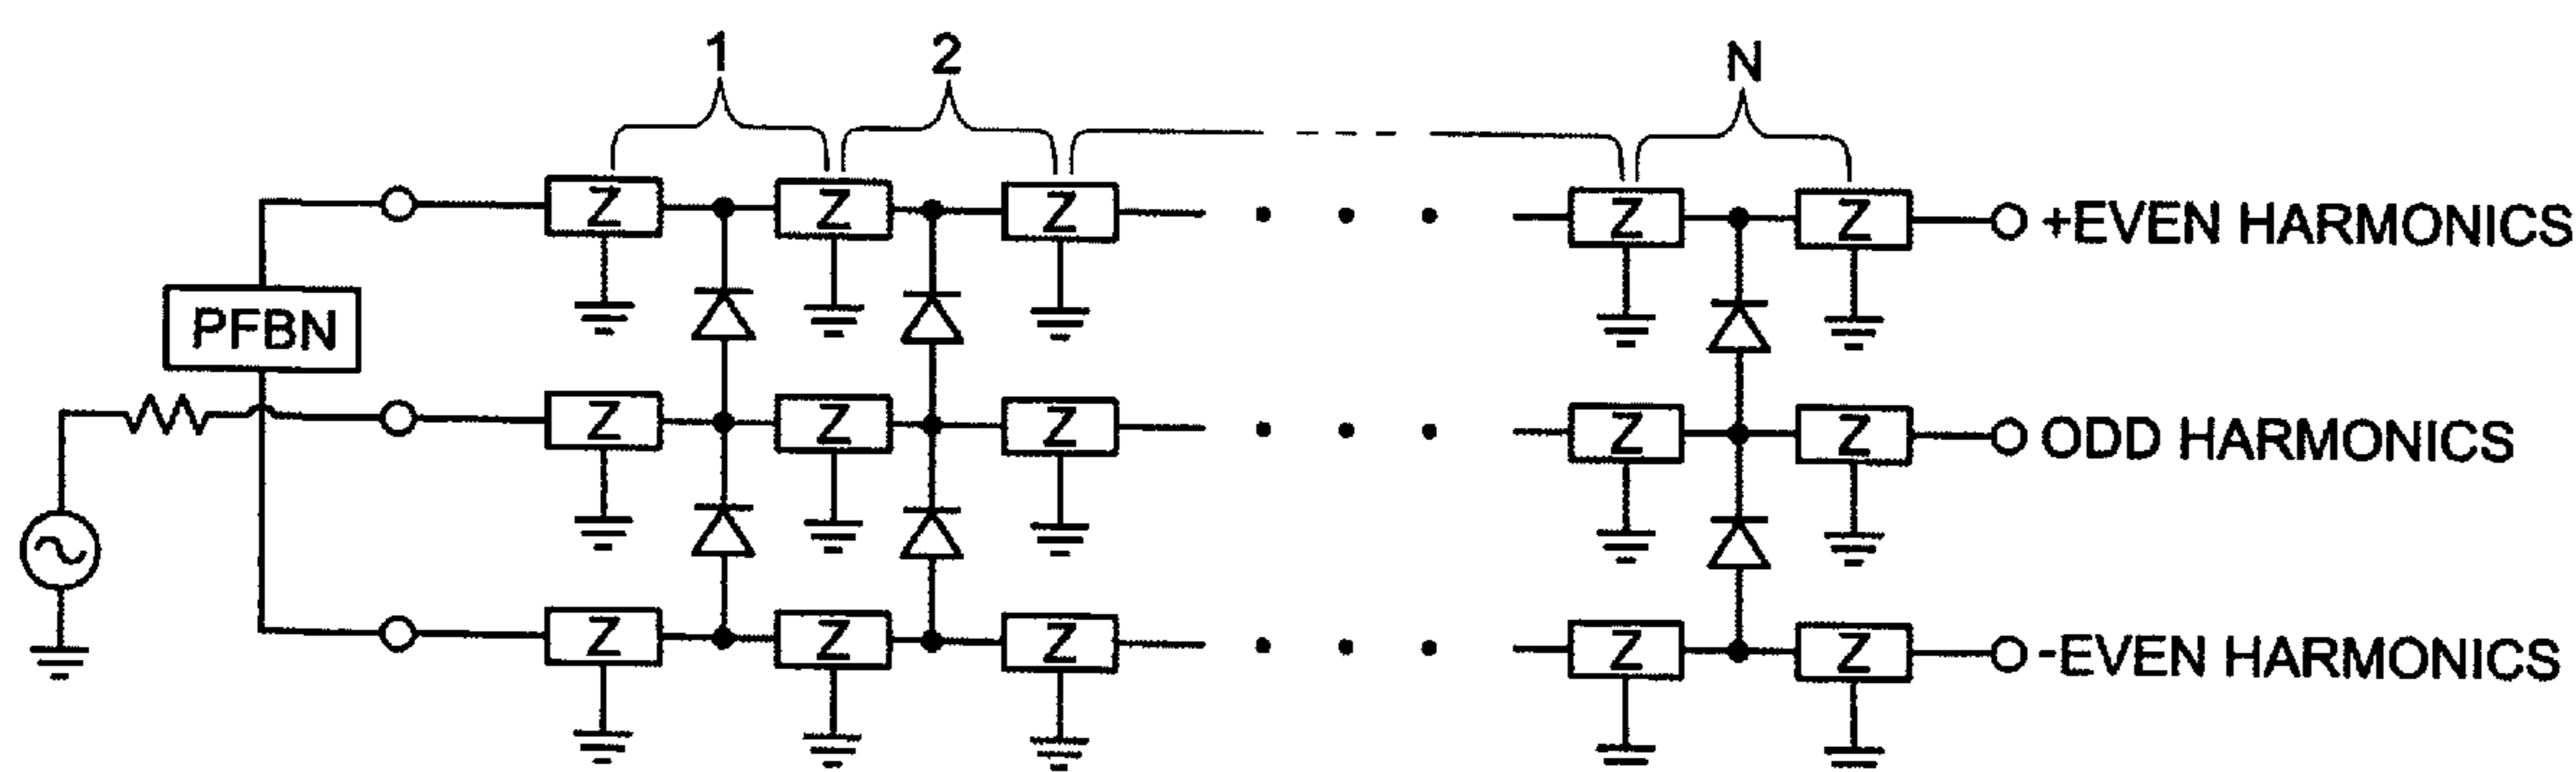 1 2 N
Z Z Z Z Z +EVEN HARMONICS
PFBN
Z Z Z Z Z ODD HARMONICS
Z Z Z Z Z -EVEN HARMONICS